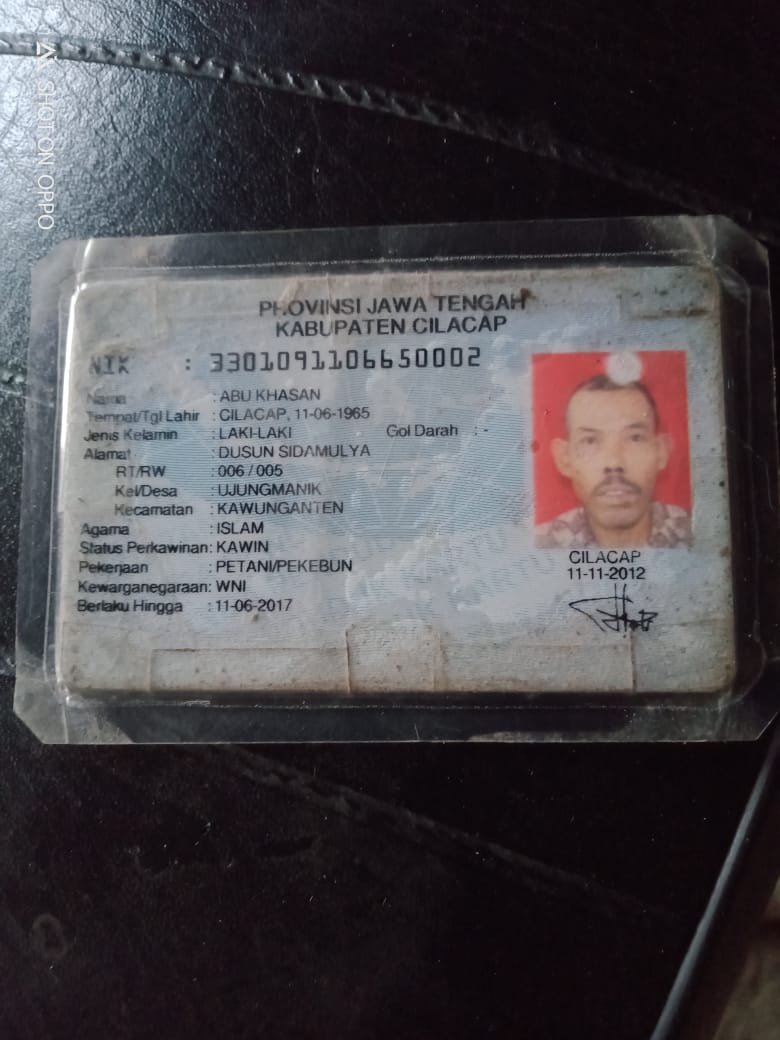 PROVINSI JAWA TENGAH
KABUPATEN CILACAP
NIK : 3301091106650002
Nama : ABU KHASAN
Tempat/Tgl Lahir : CILACAP, 11-06-1965
Jenis Kelamin : LAKI-LAKI Gol Darah : -
Alamat : DUSUN SIDAMULYA
RT/RW : 006 / 005
Kel/Desa : UJUNGMANIK
Kecamatan : KAWUNGANTEN
Agama : ISLAM
Status Perkawinan: KAWIN
Pekerjaan : PETANI/PEKEBUN
Kewarganegaraan: WNI
Berlaku Hingga : 11-06-2017
CILACAP
11-11-2012
SHOT ON OPPO